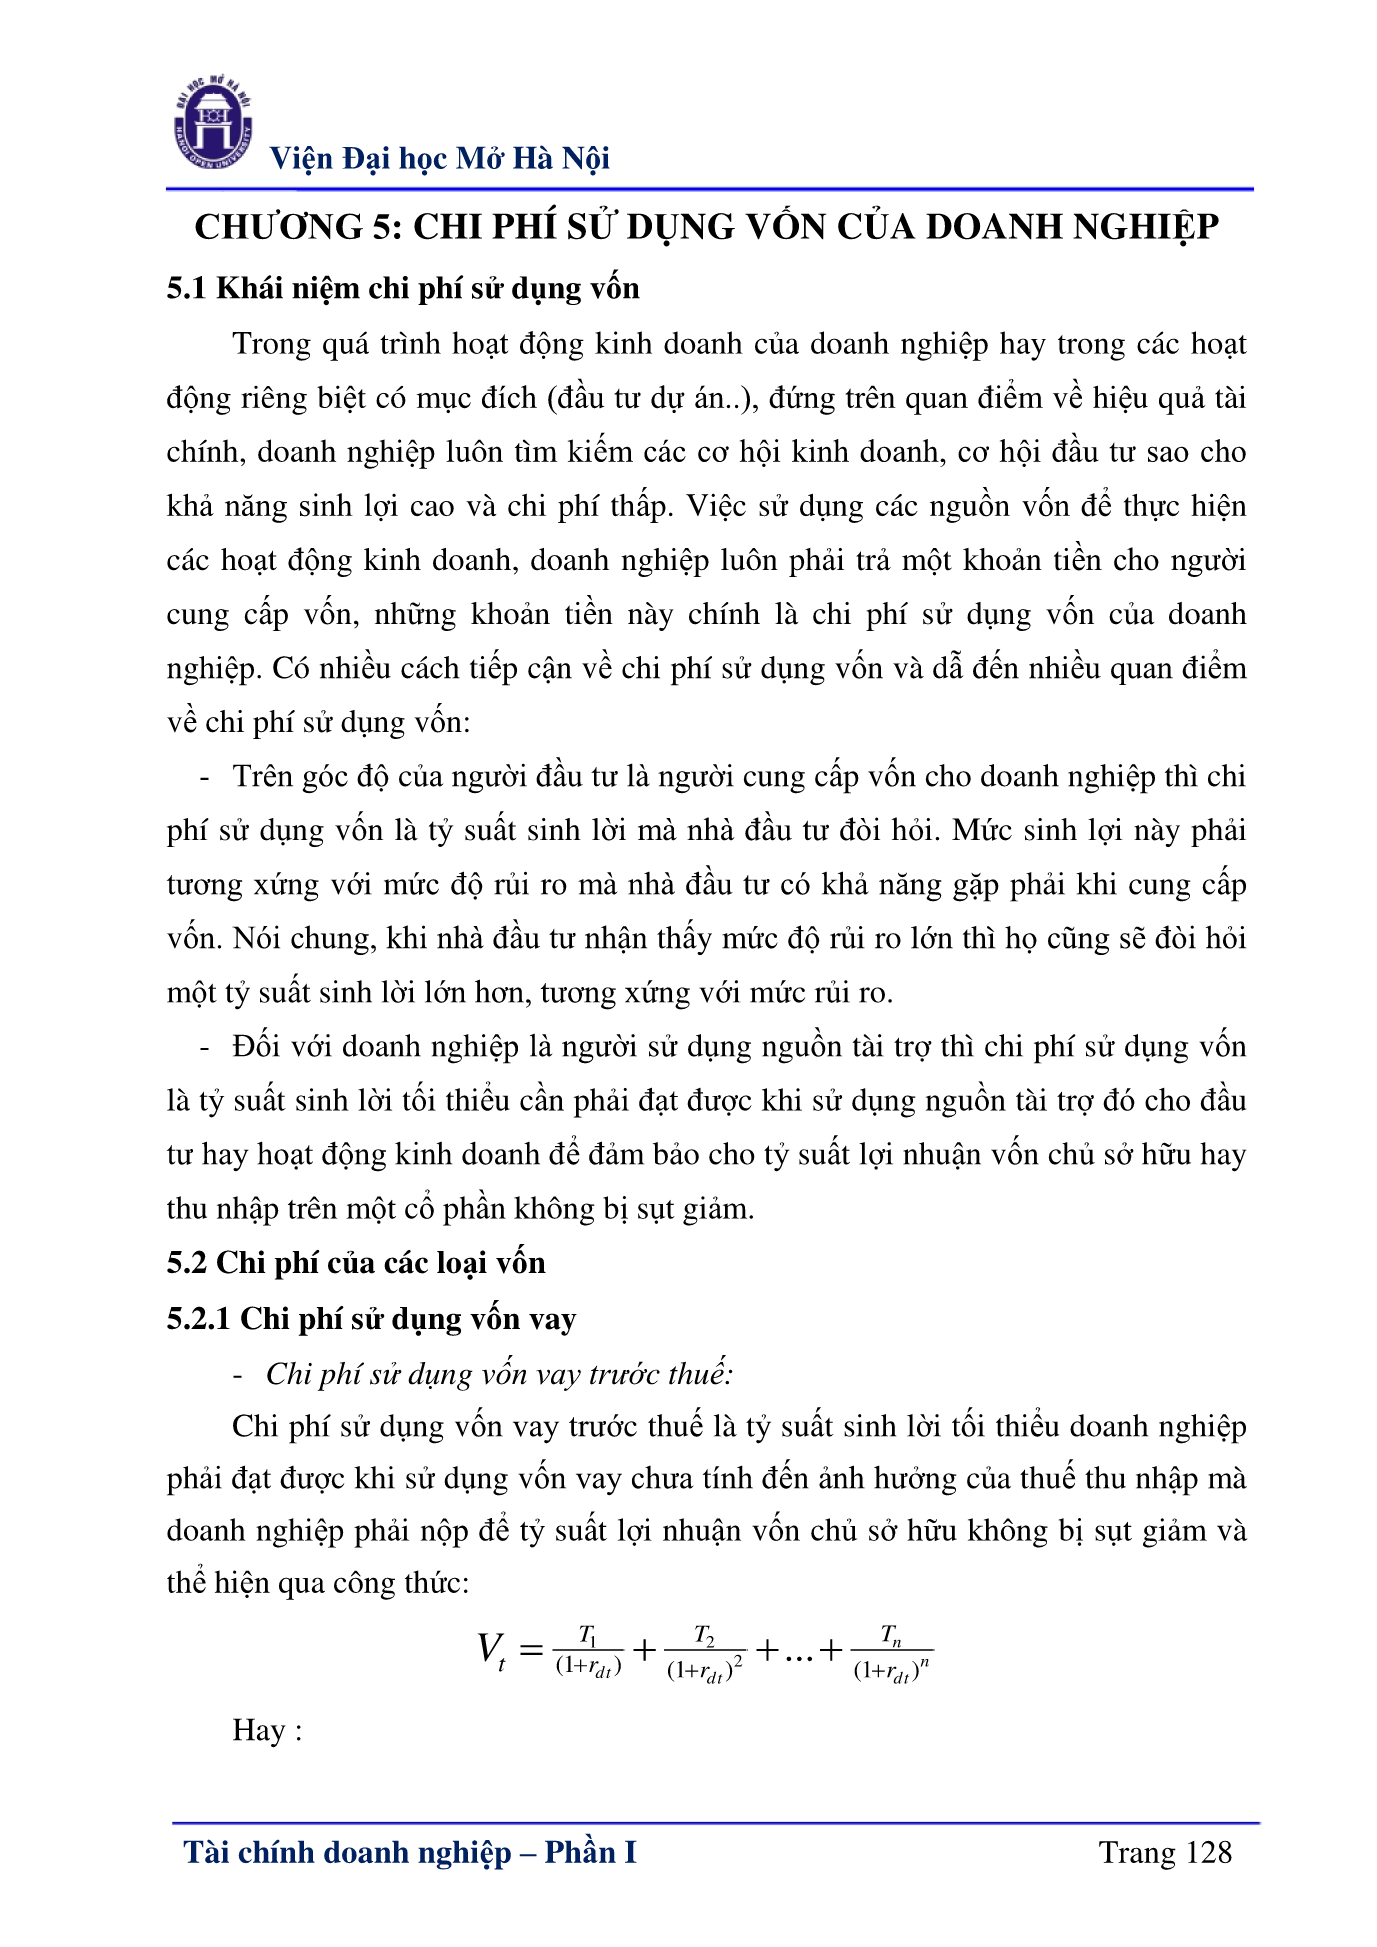 ĐẠI HỌC MỞ HÀ NỘI
HANOI OPEN UNIVERSITY
Viện Đại học Mở Hà Nội
CHƯƠNG 5: CHI PHÍ SỬ DỤNG VỐN CỦA DOANH NGHIỆP
5.1 Khái niệm chi phí sử dụng vốn
Trong quá trình hoạt động kinh doanh của doanh nghiệp hay trong các hoạt
động riêng biệt có mục đích (đầu tư dự án..), đứng trên quan điểm về hiệu quả tài
chính, doanh nghiệp luôn tìm kiếm các cơ hội kinh doanh, cơ hội đầu tư sao cho
khả năng sinh lợi cao và chi phí thấp. Việc sử dụng các nguồn vốn để thực hiện
các hoạt động kinh doanh, doanh nghiệp luôn phải trả một khoản tiền cho người
cung cấp vốn, những khoản tiền này chính là chi phí sử dụng vốn của doanh
nghiệp. Có nhiều cách tiếp cận về chi phí sử dụng vốn và dẫ đến nhiều quan điểm
về chi phí sử dụng vốn:
- Trên góc độ của người đầu tư là người cung cấp vốn cho doanh nghiệp thì chi
phí sử dụng vốn là tỷ suất sinh lời mà nhà đầu tư đòi hỏi. Mức sinh lợi này phải
tương xứng với mức độ rủi ro mà nhà đầu tư có khả năng gặp phải khi cung cấp
vốn. Nói chung, khi nhà đầu tư nhận thấy mức độ rủi ro lớn thì họ cũng sẽ đòi hỏi
một tỷ suất sinh lời lớn hơn, tương xứng với mức rủi ro.
- Đối với doanh nghiệp là người sử dụng nguồn tài trợ thì chi phí sử dụng vốn
là tỷ suất sinh lời tối thiểu cần phải đạt được khi sử dụng nguồn tài trợ đó cho đầu
tư hay hoạt động kinh doanh để đảm bảo cho tỷ suất lợi nhuận vốn chủ sở hữu hay
thu nhập trên một cổ phần không bị sụt giảm.
5.2 Chi phí của các loại vốn
5.2.1 Chi phí sử dụng vốn vay
- Chi phí sử dụng vốn vay trước thuế:
Chi phí sử dụng vốn vay trước thuế là tỷ suất sinh lời tối thiểu doanh nghiệp
phải đạt được khi sử dụng vốn vay chưa tính đến ảnh hưởng của thuế thu nhập mà
doanh nghiệp phải nộp để tỷ suất lợi nhuận vốn chủ sở hữu không bị sụt giảm và
thể hiện qua công thức:
V_t = T_1/(1+r_dt) + T_2/(1+r_dt)^2 + ... + T_n/(1+r_dt)^n
Hay :
Tài chính doanh nghiệp – Phần I Trang 128